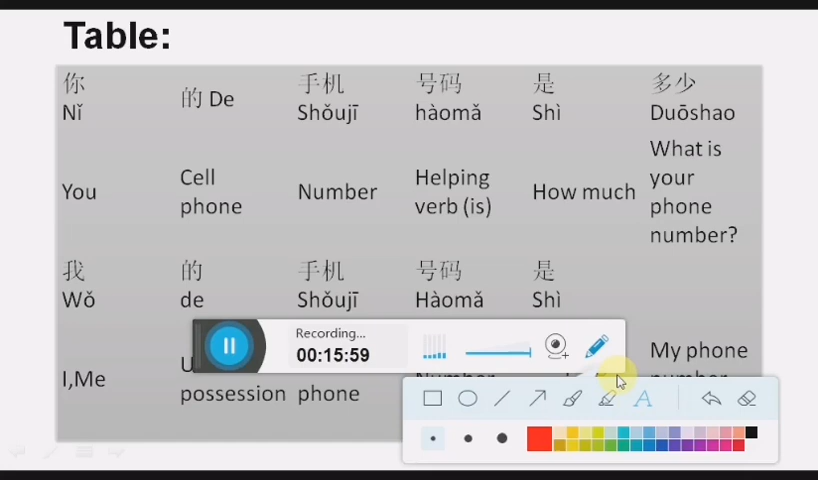 Table:
你 的 De 手机 号码 是 多少
Nǐ Shǒujī hàomǎ Shì Duōshao
You Cell phone Number Helping verb (is) How much What is your phone number?
我 的 手机 号码 是
Wǒ de Shǒujī Hàomǎ Shì
Recording...
00:15:59
I,Me possession phone My phone
A